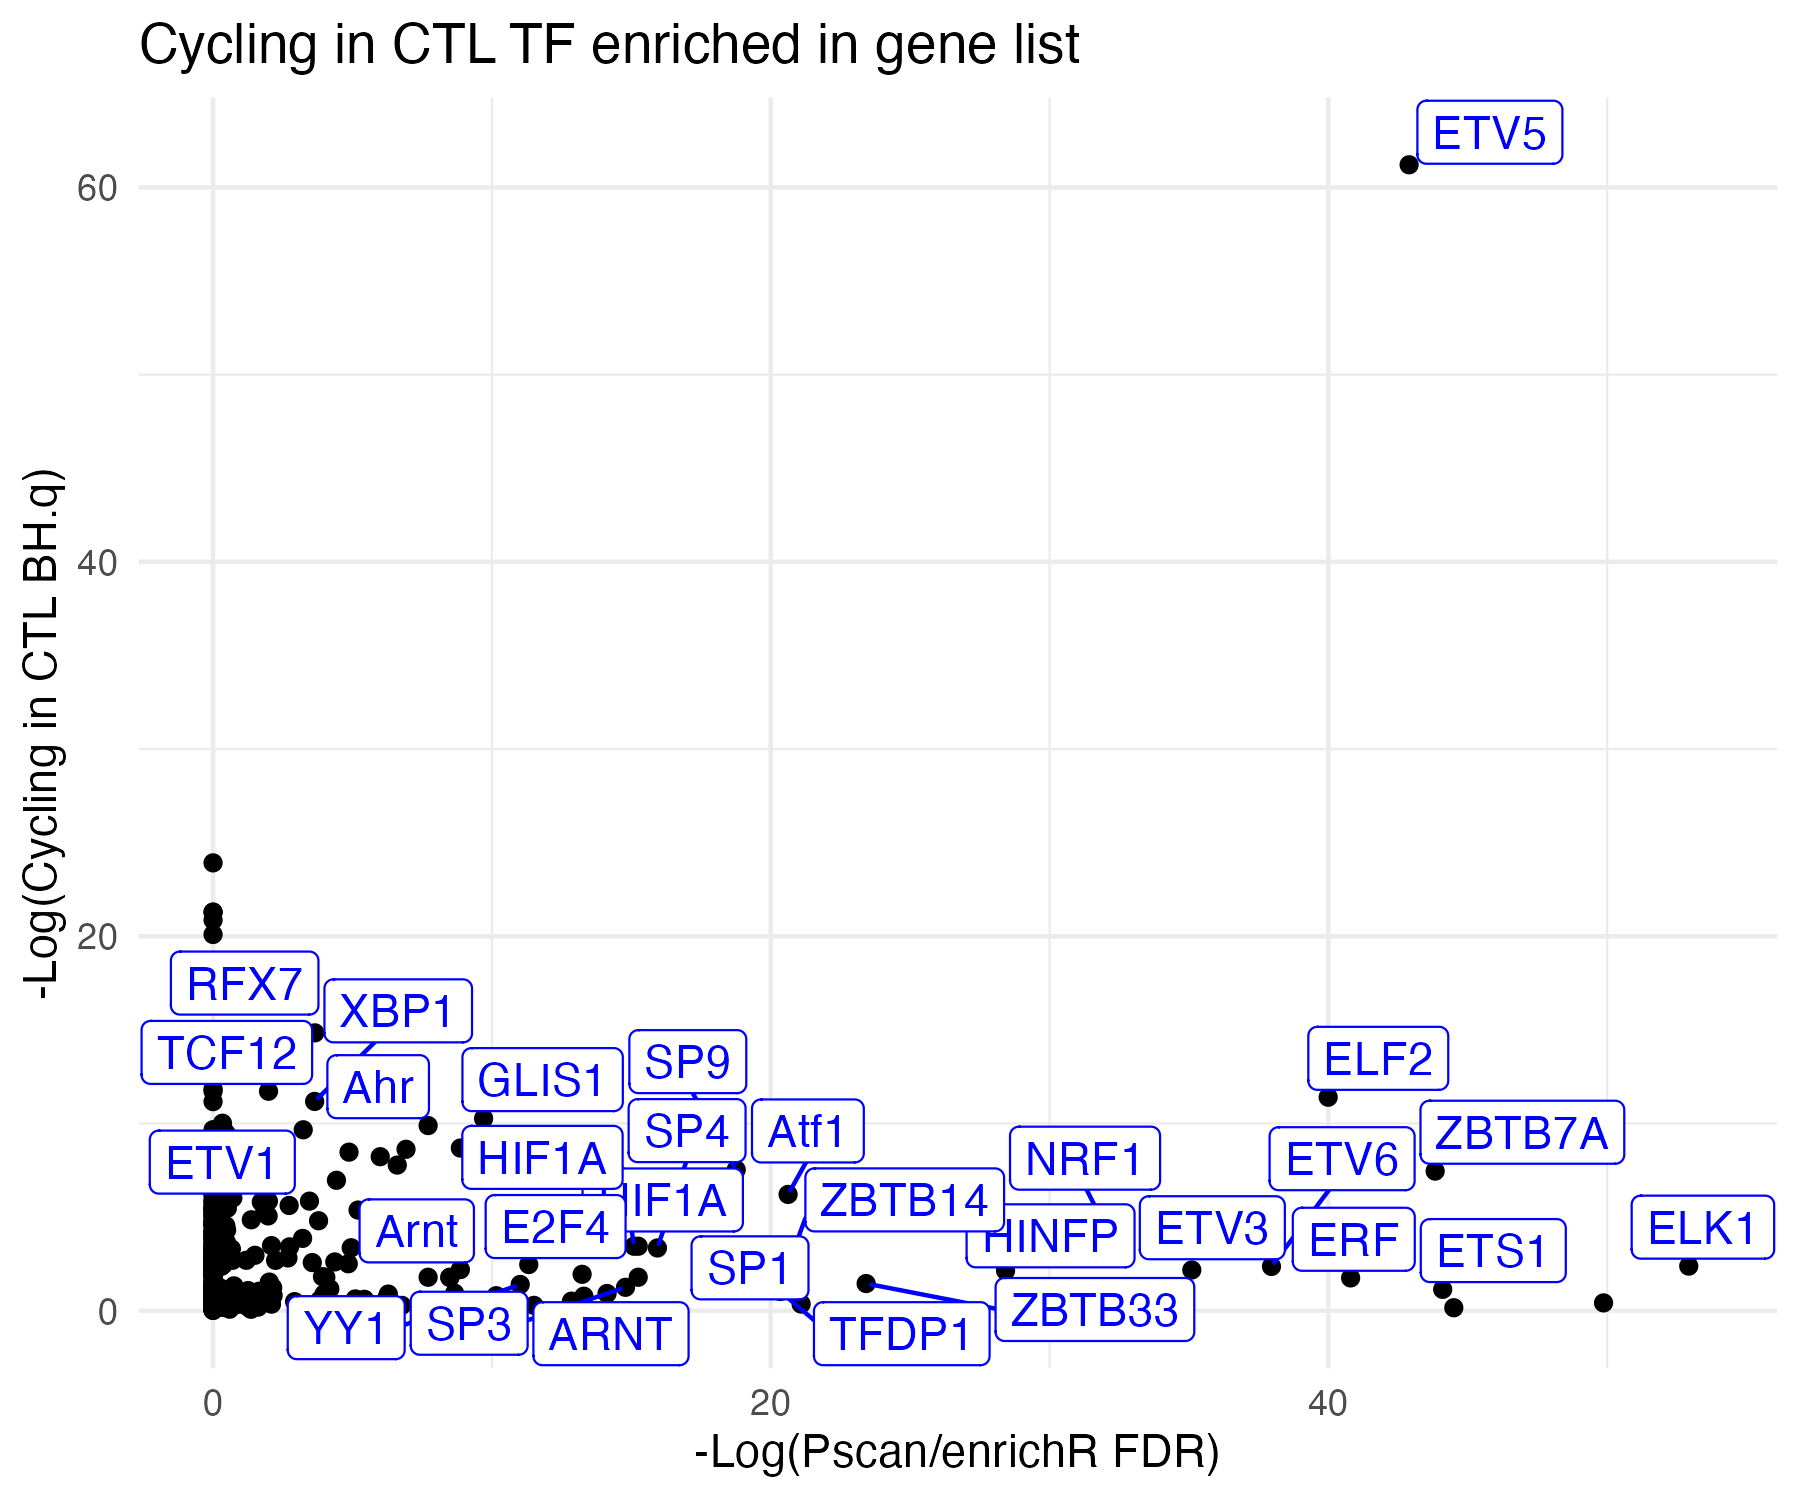 Cycling in CTL TF enriched in gene list
ETV5
60
40
20
0
-Log(Cycling in CTL BH.q)
RFX7
XBP1
TCF12
Ahr
GLIS1
SP9
ELF2
SP4
Atf1
ZBTB7A
ETV1
HIF1A
NRF1
ETV6
IF1A
ZBTB14
Arnt
E2F4
HINFP
ETV3
ERF
ETS1
ELK1
SP1
YY1
SP3
ARNT
TFDP1
ZBTB33
0
20
40
-Log(Pscan/enrichR FDR)